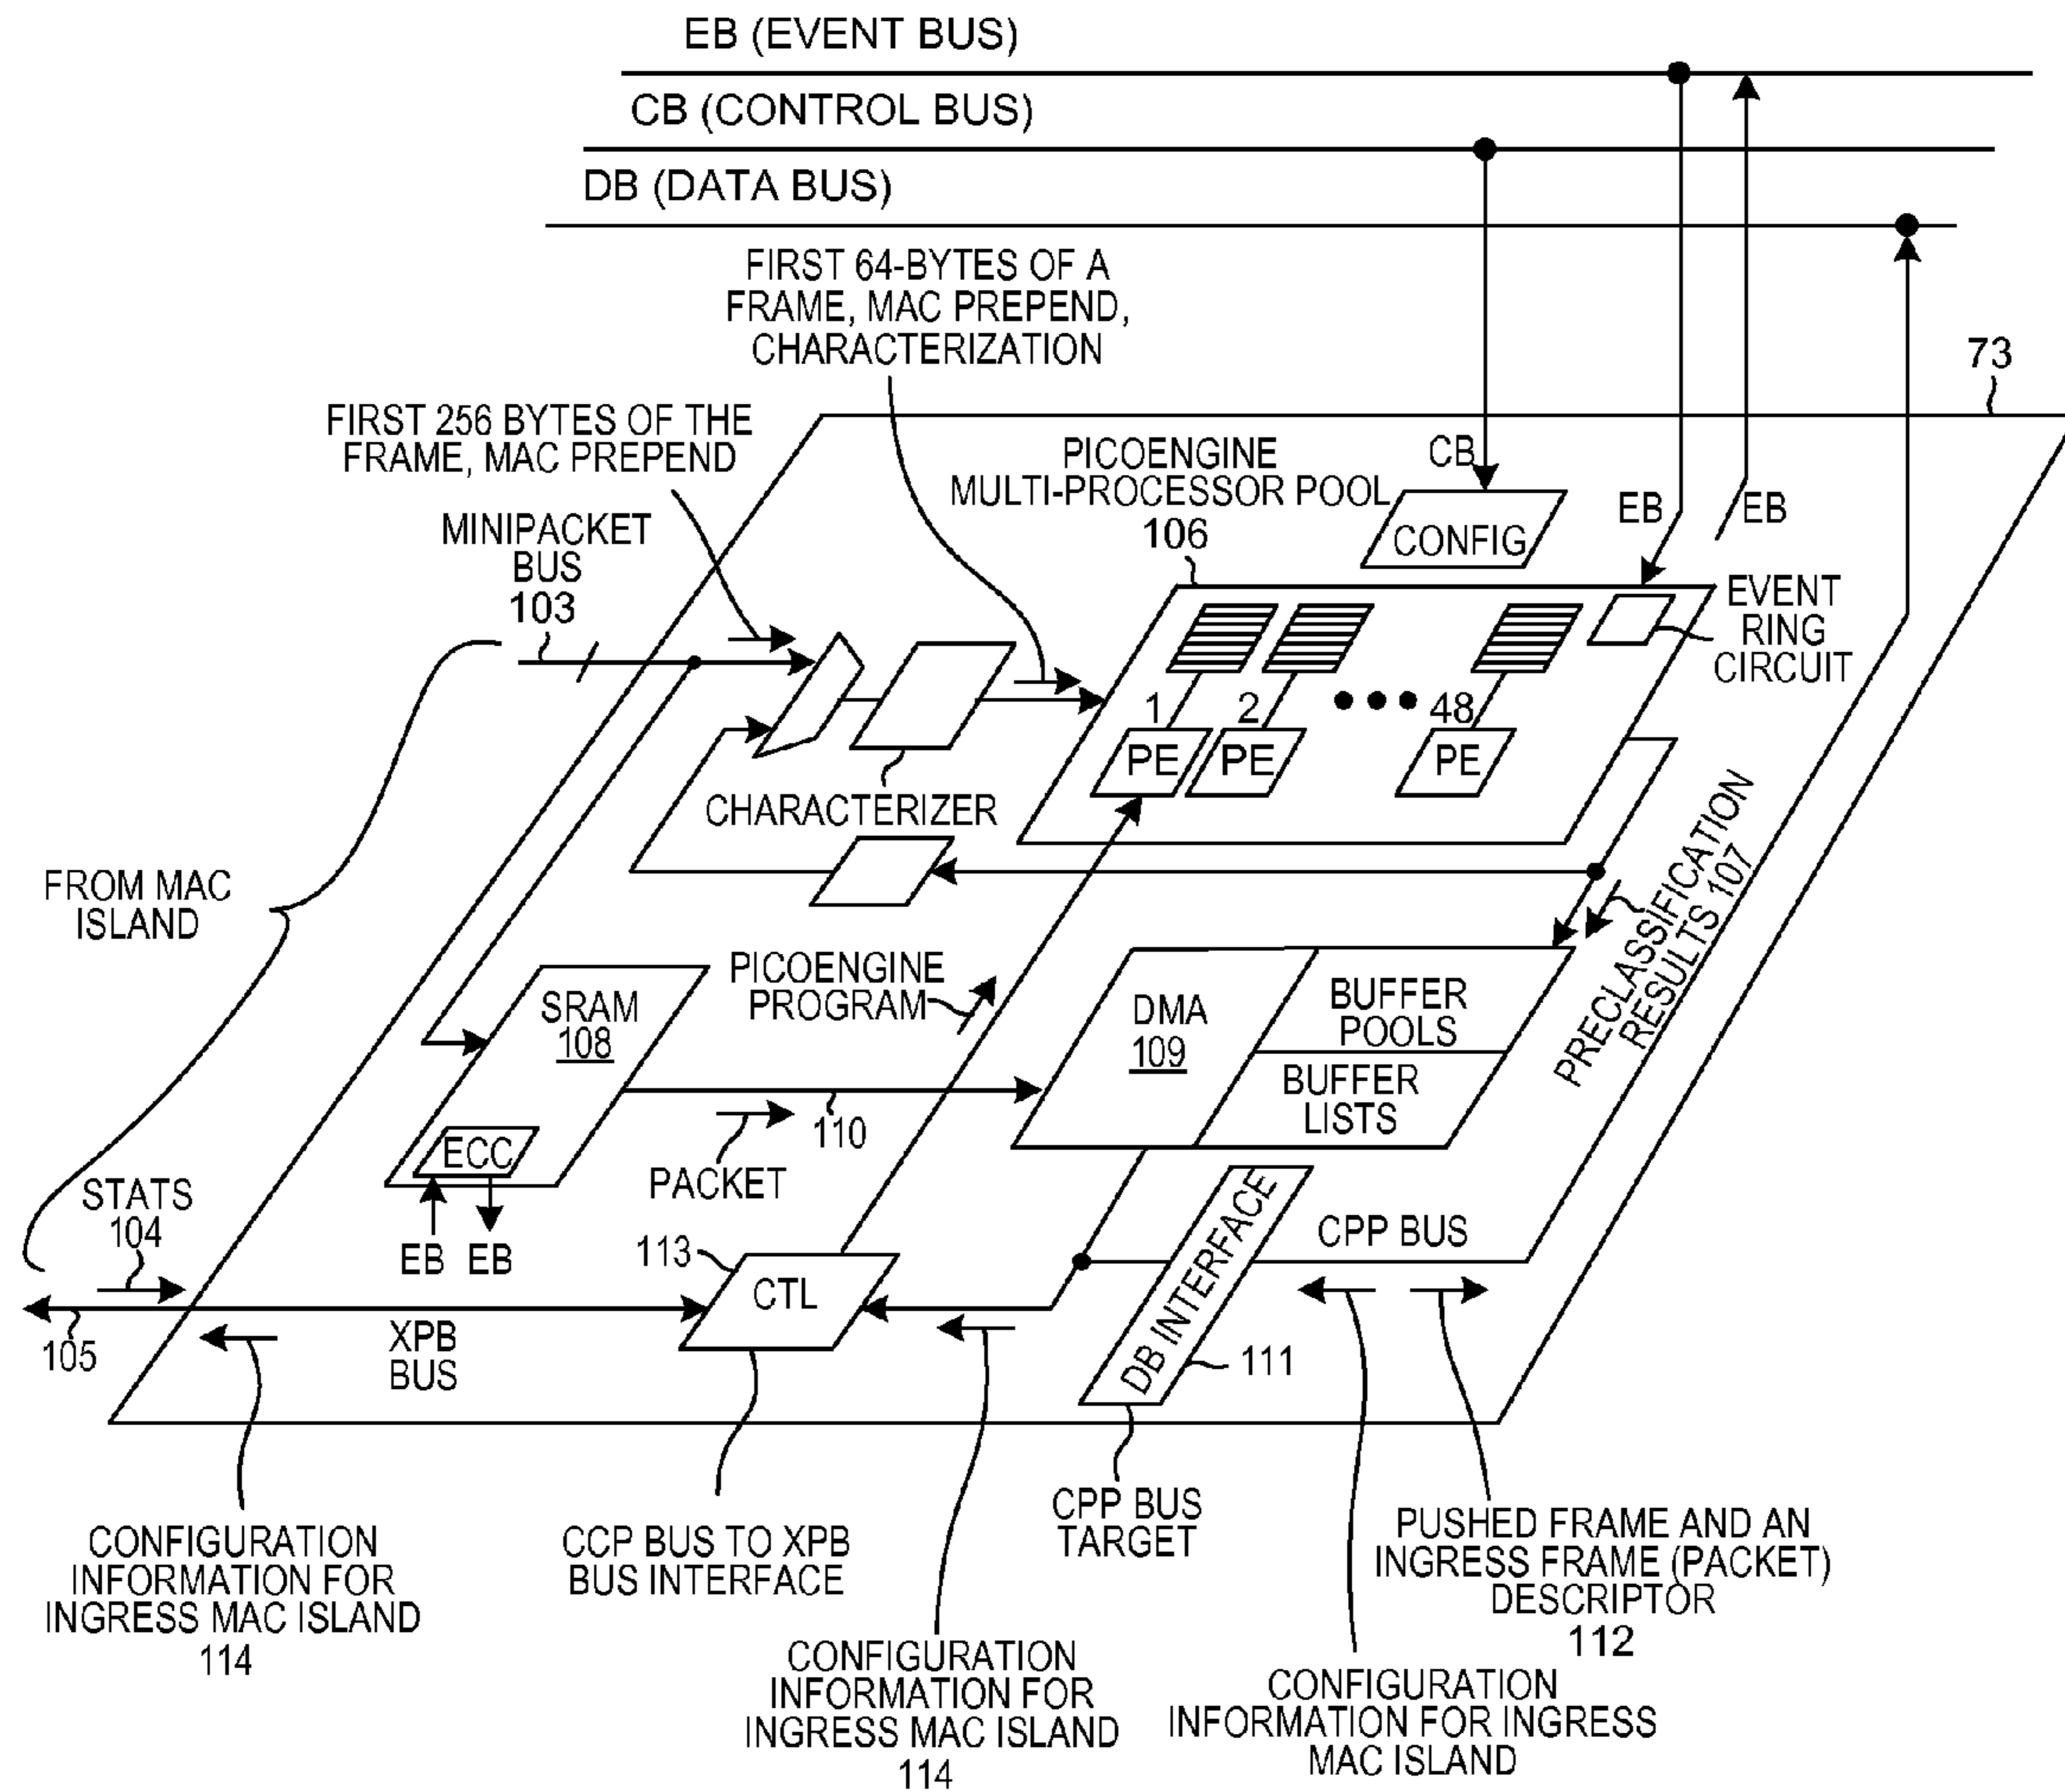 EB (EVENT BUS)
CB (CONTROL BUS)
DB (DATA BUS)
FIRST 64-BYTES OF A
FRAME, MAC PREPEND,
CHARACTERIZATION
73
FIRST 256 BYTES OF THE
FRAME, MAC PREPEND
PICOENGINE
MULTI-PROCESSOR POOL
106
CB
CONFIG
EB
EB
MINIPACKET
BUS
103
EVENT
RING
CIRCUIT
1
2
48
PE
PE
PE
CHARACTERIZER
FROM MAC
ISLAND
PRECLASSIFICATION
RESULTS 107
PICOENGINE
PROGRAM
SRAM
108
DMA
109
BUFFER
POOLS
BUFFER
LISTS
ECC
EB
EB
PACKET
110
STATS
104
105
XPB
BUS
113
CTL
DB INTERFACE
111
CPP BUS
CONFIGURATION
INFORMATION FOR
INGRESS MAC ISLAND
114
CCP BUS TO XPB
BUS INTERFACE
CONFIGURATION
INFORMATION FOR
INGRESS MAC ISLAND
114
CPP BUS
TARGET
CONFIGURATION
INFORMATION FOR INGRESS
MAC ISLAND
PUSHED FRAME AND AN
INGRESS FRAME (PACKET)
DESCRIPTOR
112